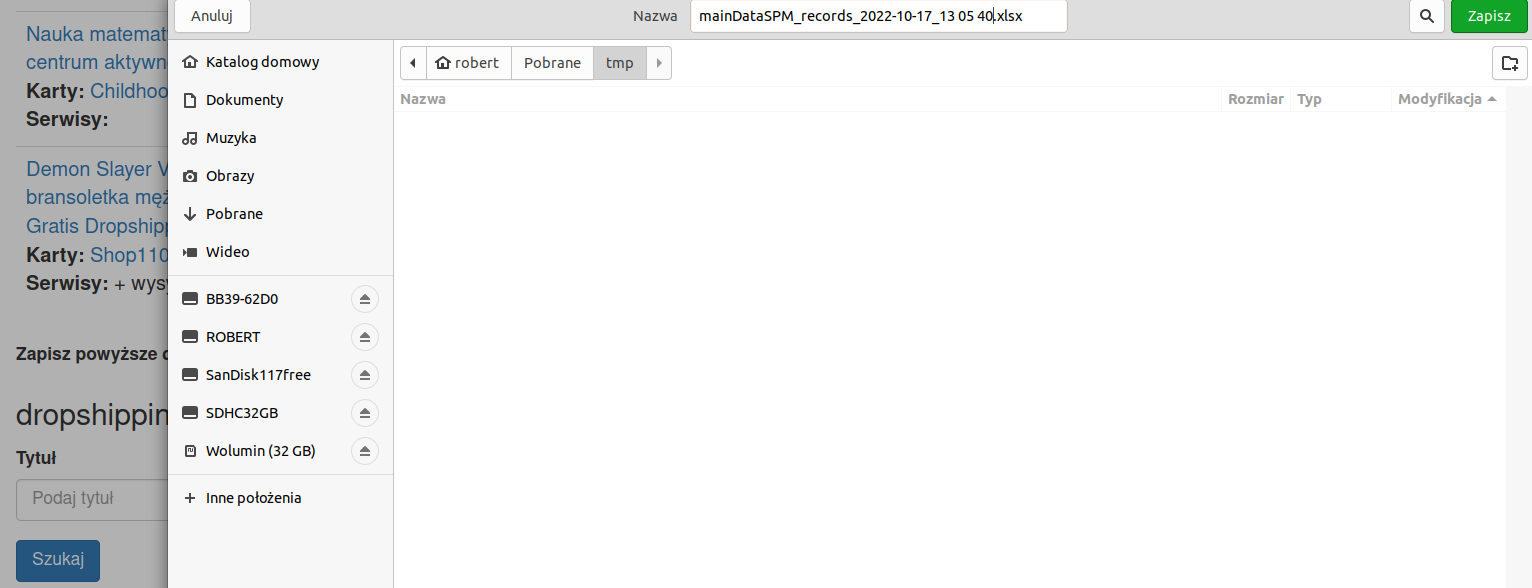 Anuluj
Nazwa mainDataSPM_records_2022-10-17_13 05 40.xlsx
Zapisz
Nauka matemat
centrum aktywn
Karty: Childhoo
Serwisy:
Demon Slayer V
bransoletka męż
Gratis Dropshipp
Karty: Shop110
Serwisy: + wysy
Zapisz powyższe d
dropshippin
Tytuł
Podaj tytuł
Szukaj
Katalog domowy
Dokumenty
Muzyka
Obrazy
Pobrane
Wideo
BB39-62D0
ROBERT
SanDisk117free
SDHC32GB
Wolumin (32 GB)
+ Inne położenia
robert Pobrane tmp
Nazwa Rozmiar Typ Modyfikacja